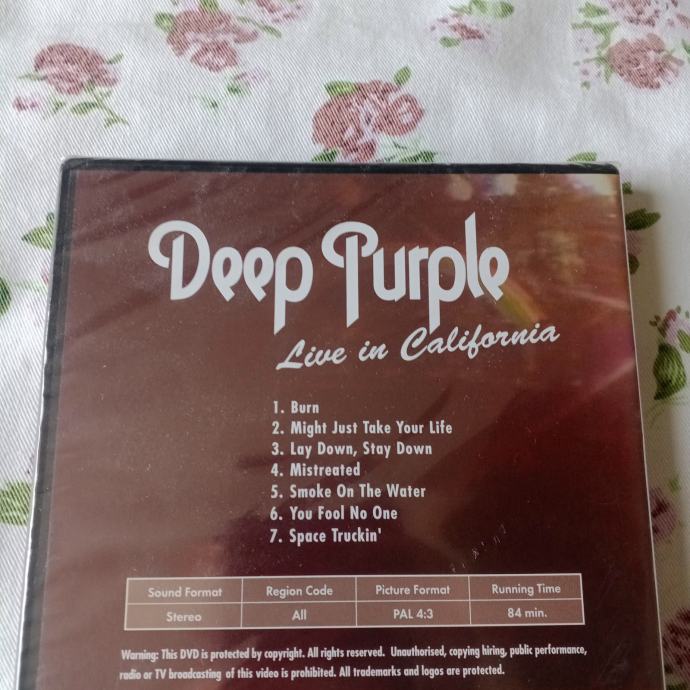 Deep Purple
Live in California
1. Burn
2. Might Just Take Your Life
3. Lay Down, Stay Down
4. Mistreated
5. Smoke On The Water
6. You Fool No One
7. Space Truckin'
Sound Format Region Code Picture Format Running Time
Stereo All PAL 4:3 84 min.
Warning: This DVD is protected by copyright. All rights reserved. Unauthorised, copying hiring, public performance,
radio or TV broadcasting of this video is prohibited. All trademarks and logos are protected.